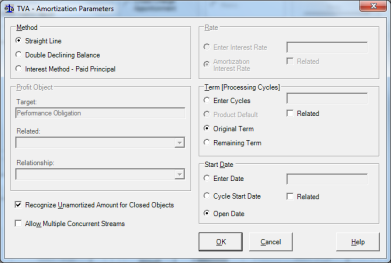 TVA - Amortization Parameters
Method
Straight Line
Double Declining Balance
Interest Method - Paid Principal
Profit Object
Target:
Performance Obligation
Related:
Relationship:
Recognize Unamortized Amount for Closed Objects
Allow Multiple Concurrent Streams
Rate
Enter Interest Rate
Amortization
Interest Rate
Related
Term [Processing Cycles]
Enter Cycles
Product Default
Related
Original Term
Remaining Term
Start Date
Enter Date
Cycle Start Date
Related
Open Date
OK
Cancel
Help